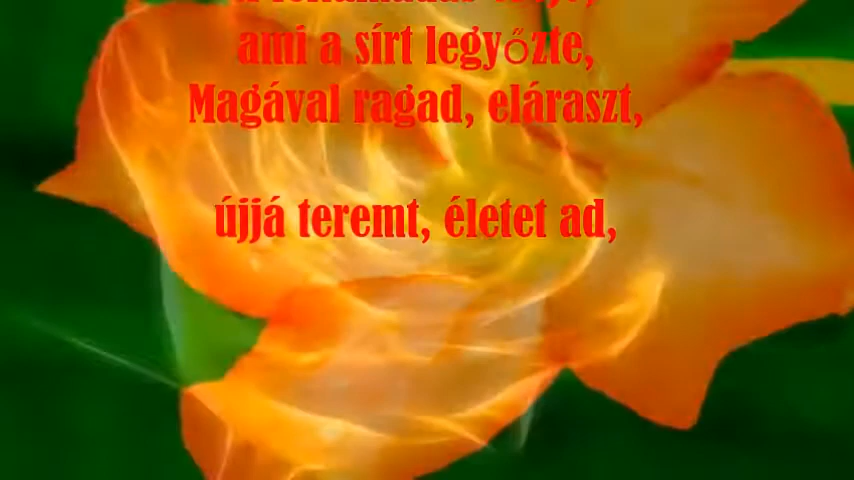 ami a sírt legyőzte,
Magával ragad, eláraszt,
újjá teremt, életet ad,